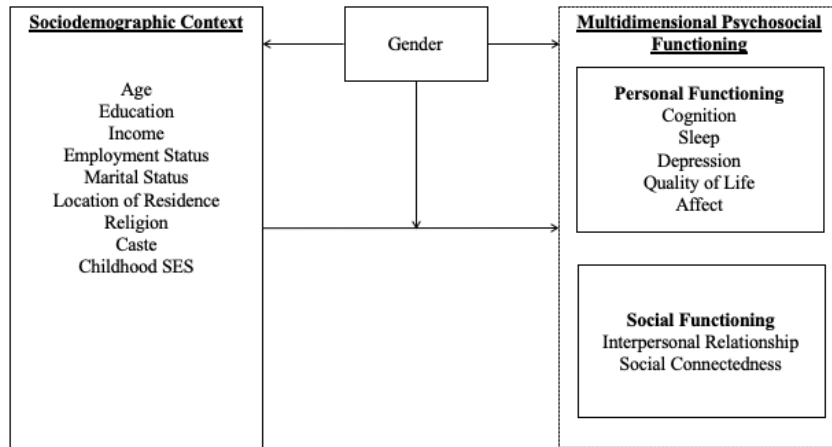 Sociodemographic Context
Age
Education
Income
Employment Status
Marital Status
Location of Residence
Religion
Caste
Childhood SES
Gender
Multidimensional Psychosocial
Functioning
Personal Functioning
Cognition
Sleep
Depression
Quality of Life
Affect
Social Functioning
Interpersonal Relationship
Social Connectedness